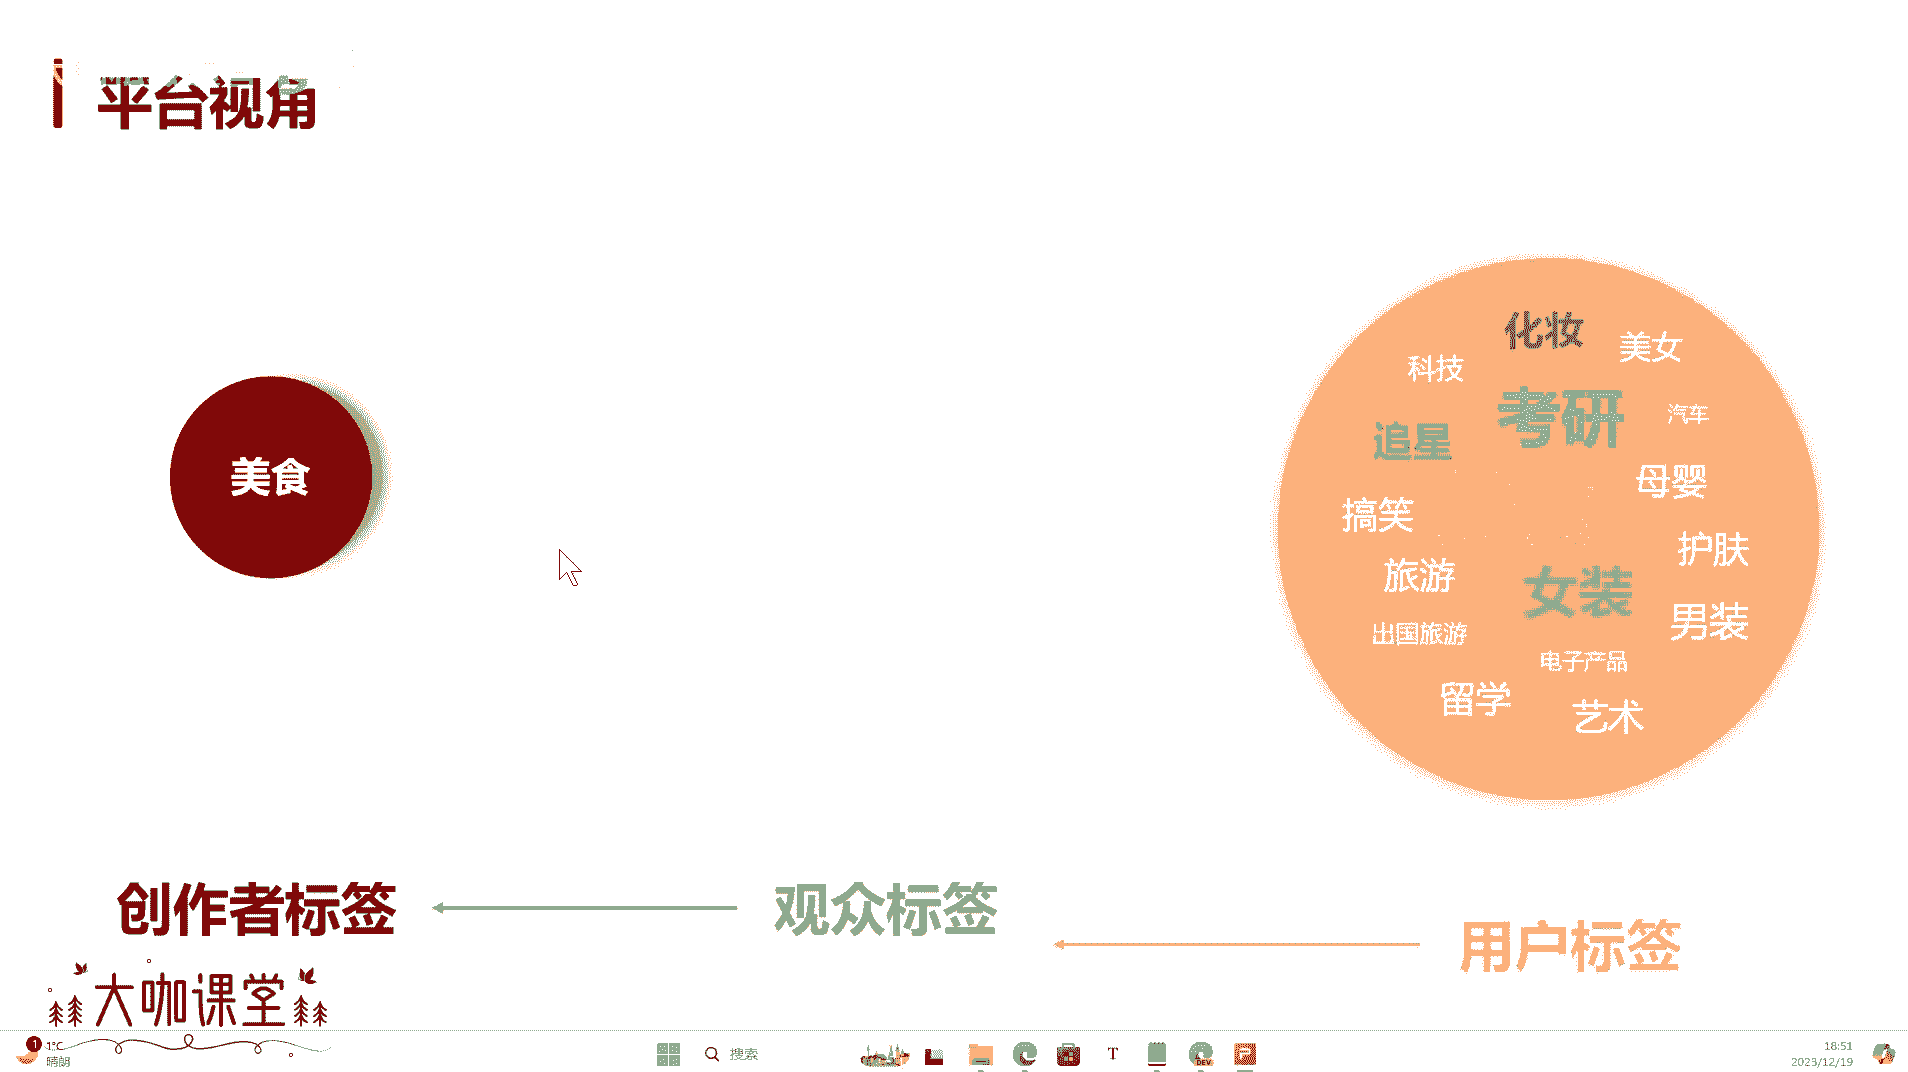 平台视角
化妆
美女
科技
考研
汽车
追星
美食
母婴
搞笑
护肤
旅游
女装
男装
出国旅游
电子产品
留学
艺术
创作者标签
观众标签
用户标签
大咖课堂
1
1°C
晴朗
搜索
T
DEV
P
18:51
2023/12/19